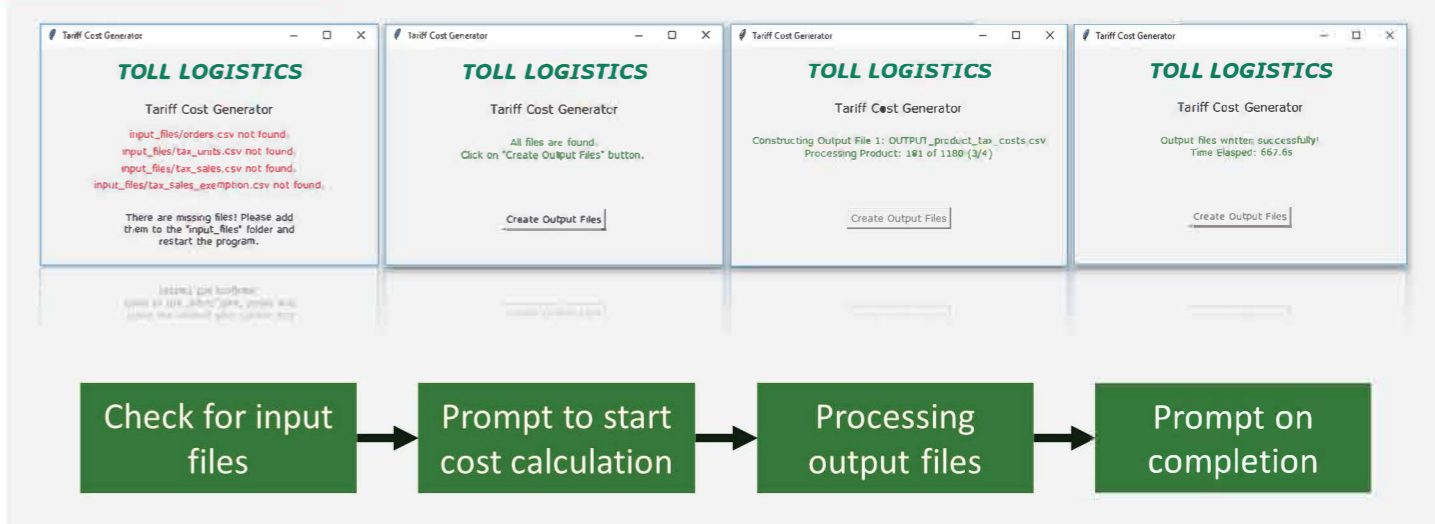 Tariff Cost Generator
TOLL LOGISTICS
Tariff Cost Generator
input_files/orders.csv not found.
input_files/tax_units.csv not found.
input_files/tax_sales.csv not found.
input_files/tax_sales_exemption.csv not found.
There are missing files! Please add
them to the "input_files" folder and
restart the program.
Tariff Cost Generator
TOLL LOGISTICS
Tariff Cost Generator
All files are found.
Click on "Create Output Files" button.
Create Output Files
Tariff Cost Generator
TOLL LOGISTICS
Tariff Cost Generator
Constructing Output File 1: OUTPUT_product_tax_costs.csv
Processing Product: 181 of 1180 (3/4)
Create Output Files
Tariff Cost Generator
TOLL LOGISTICS
Tariff Cost Generator
Output files written successfully!
Time Elasped: 667.6s
Create Output Files
Check for input
files
Prompt to start
cost calculation
Processing
output files
Prompt on
completion